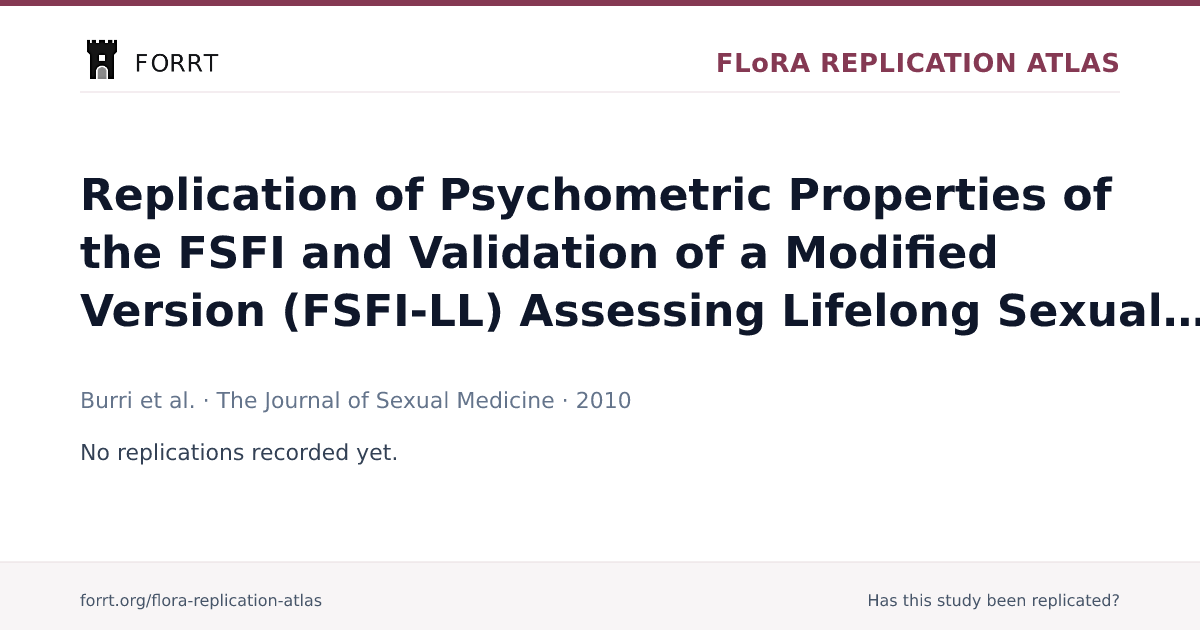 FORRT
FLoRA REPLICATION ATLAS
Replication of Psychometric Properties of
the FSFI and Validation of a Modified
Version (FSFI-LL) Assessing Lifelong Sexual…
Burri et al. · The Journal of Sexual Medicine · 2010
No replications recorded yet.
forrt.org/flora-replication-atlas
Has this study been replicated?